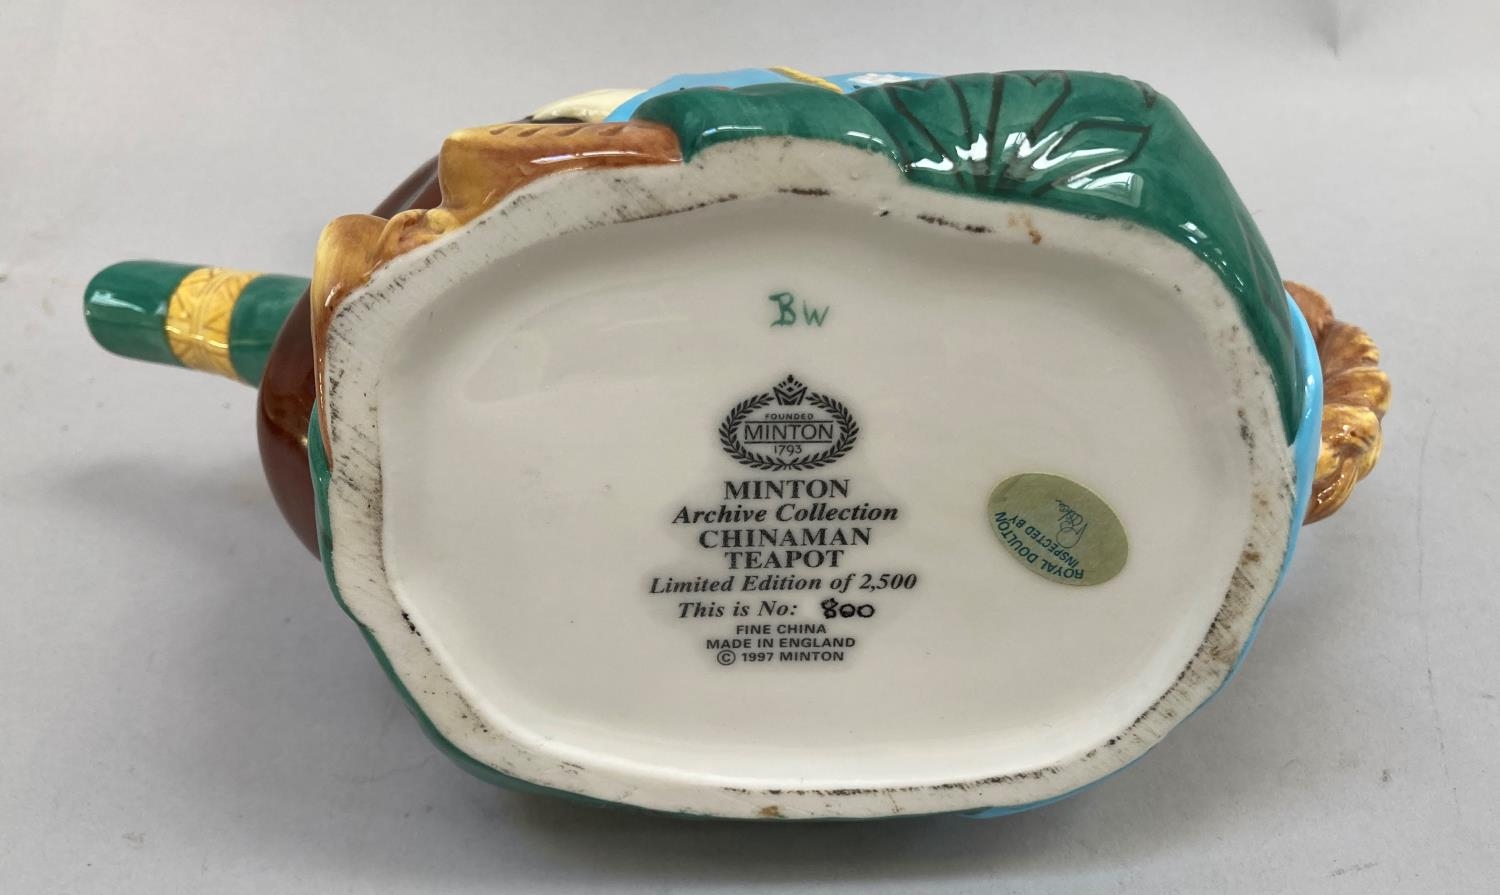 BW
FOUNDED
MINTON
1793
MINTON
Archive Collection
CHINAMAN
TEAPOT
Limited Edition of 2,500
This is No: 800
FINE CHINA
MADE IN ENGLAND
© 1997 MINTON
ROYAL DOULTON
INSPECTED BY